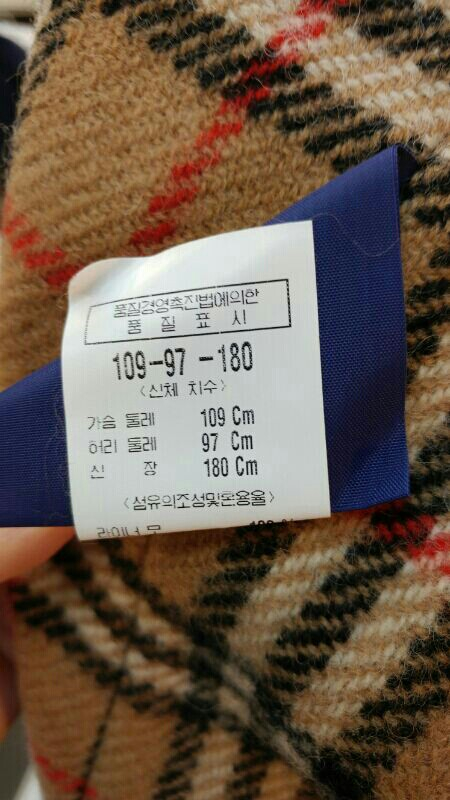 품질경영촉진법에의한
품 질 표 시
109-97-180
<신체 치수>
가슴 둘레 109 Cm
허리 둘레 97 Cm
신 장 180 Cm
<섬유의조성및혼용율>